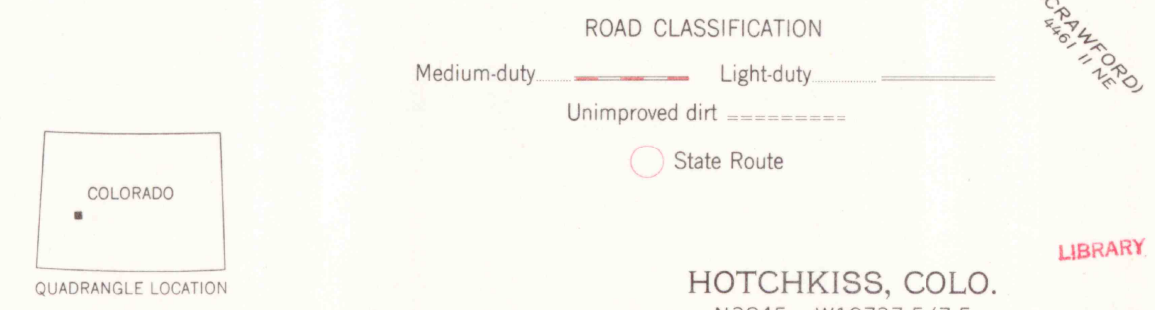 ROAD CLASSIFICATION
Medium-duty Light-duty
Unimproved dirt
State Route
CRAWFORD)
4461 II NE
COLORADO
QUADRANGLE LOCATION
LIBRARY
HOTCHKISS, COLO.